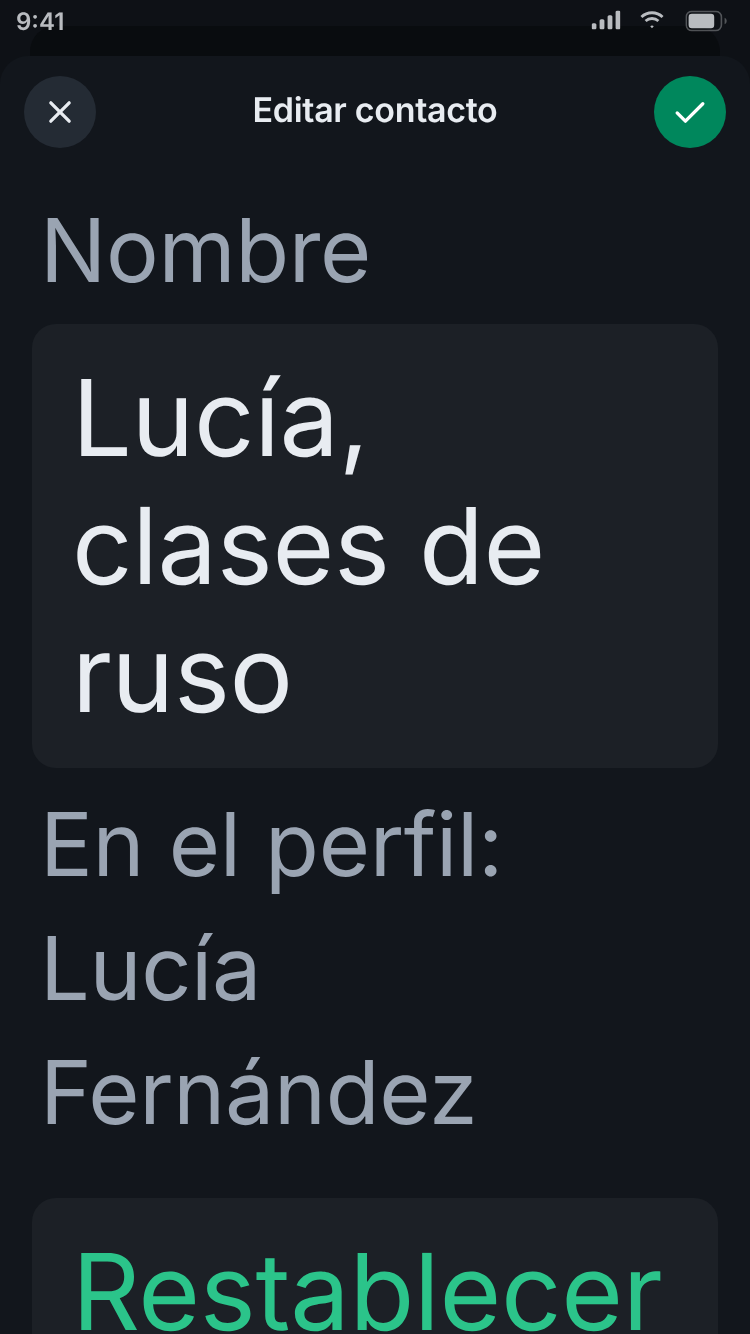 9:41
Editar contacto
Nombre
Lucía,
clases de
ruso
En el perfil:
Lucía
Fernández
Restablecer